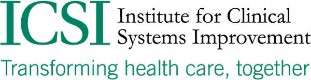 ICSI Institute for Clinical
Systems Improvement
Transforming health care, together